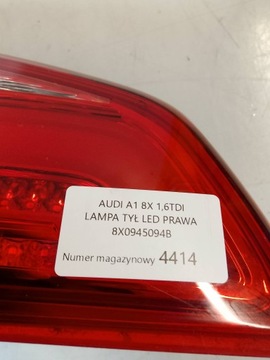 AUDI A1 8X 1,6TDI
LAMPA TYŁ LED PRAWA
8X0945094B
Numer magazynowy 4414